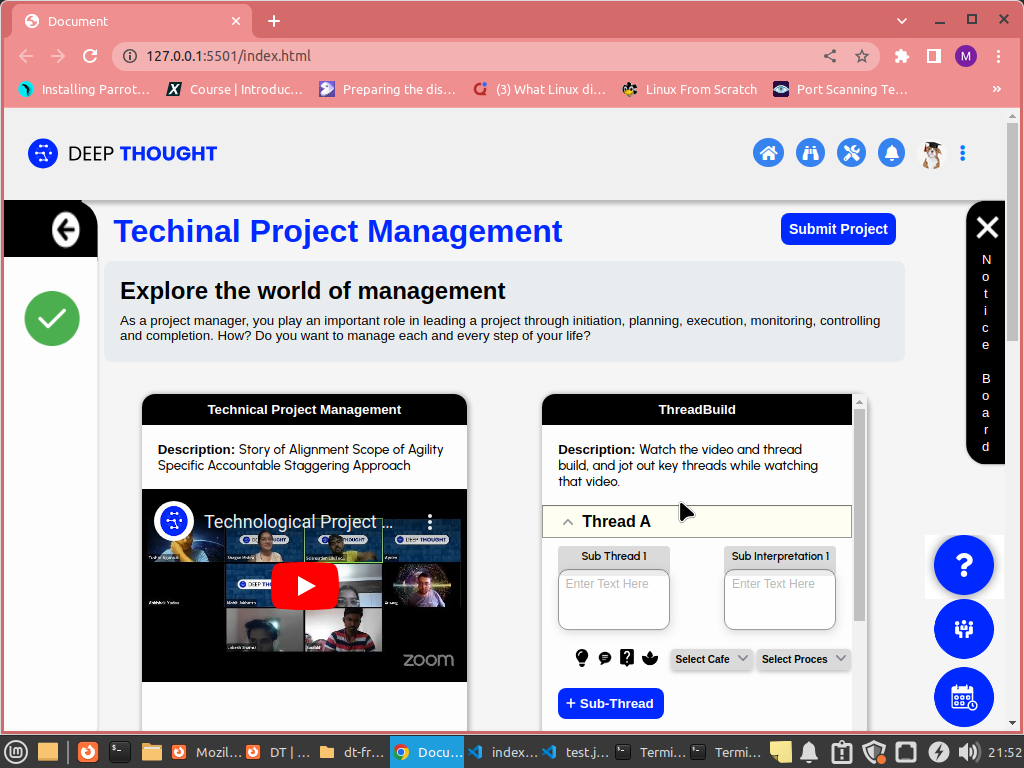 Document
127.0.0.1:5501/index.html
M
Installing Parrot…
Course | Introduc…
Preparing the dis…
(3) What Linux di…
Linux From Scratch
Port Scanning Te…
»
DEEP THOUGHT
Techinal Project Management
Submit Project
Notice Board
Explore the world of management
As a project manager, you play an important role in leading a project through initiation, planning, execution, monitoring, controlling
and completion. How? Do you want to manage each and every step of your life?
Technical Project Management
Description: Story of Alignment Scope of Agility
Specific Accountable Staggering Approach
Technological Project …
zoom
ThreadBuild
Description: Watch the video and thread
build, and jot out key threads while watching
that video.
Thread A
Sub Thread 1
Sub Interpretation 1
Enter Text Here
Enter Text Here
Select Cafe
Select Proces
+ Sub-Thread
?
Mozil…
DT | …
dt-fr…
Docu…
index…
test.j…
Termi…
Termi…
21:52